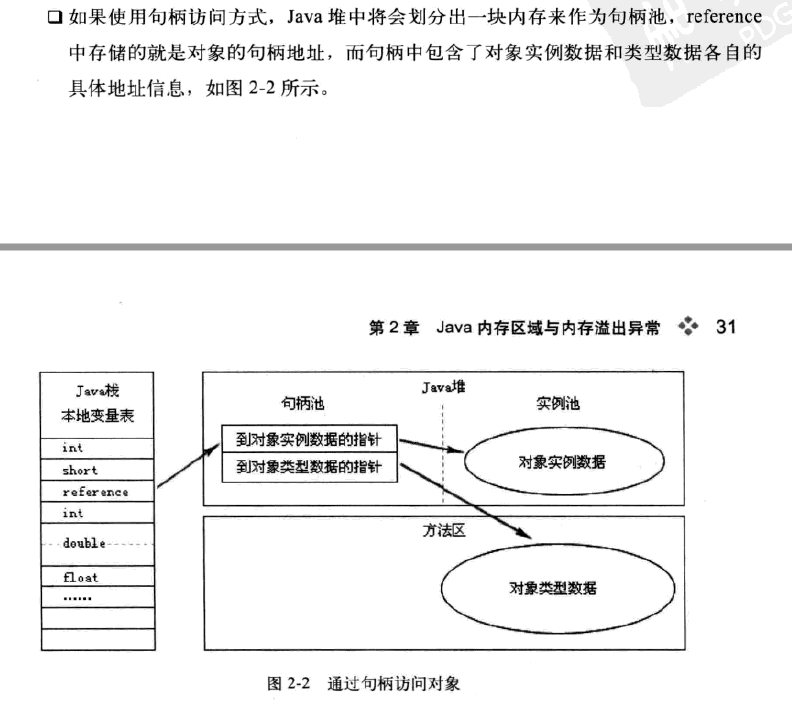 如果使用句柄访问方式，Java 堆中将会划分出一块内存来作为句柄池，reference
中存储的就是对象的句柄地址，而句柄中包含了对象实例数据和类型数据各自的
具体地址信息，如图 2-2 所示。
PDG
第 2 章 Java 内存区域与内存溢出异常 31
Java栈
本地变量表
int
short
reference
int
double
float
......
Java堆
句柄池
实例池
到对象实例数据的指针
到对象类型数据的指针
对象实例数据
方法区
对象类型数据
图 2-2 通过句柄访问对象